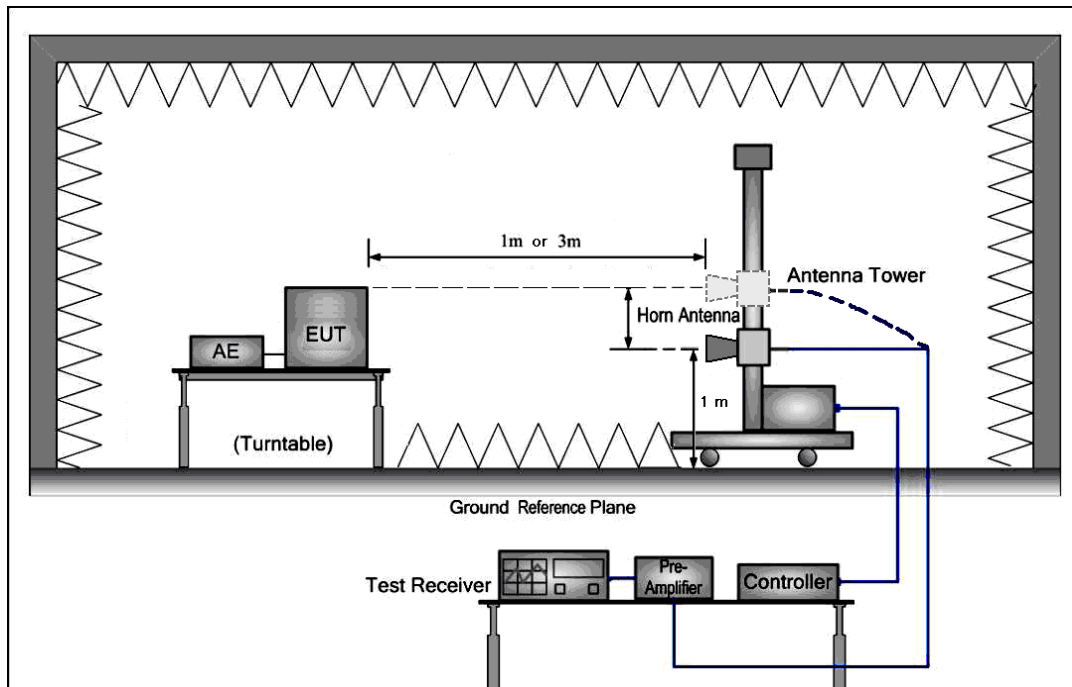 1m or 3m
Antenna Tower
Horn Antenna
EUT
AE
1 m
(Turntable)
Ground Reference Plane
Test Receiver
Pre-
Amplifier
Controller